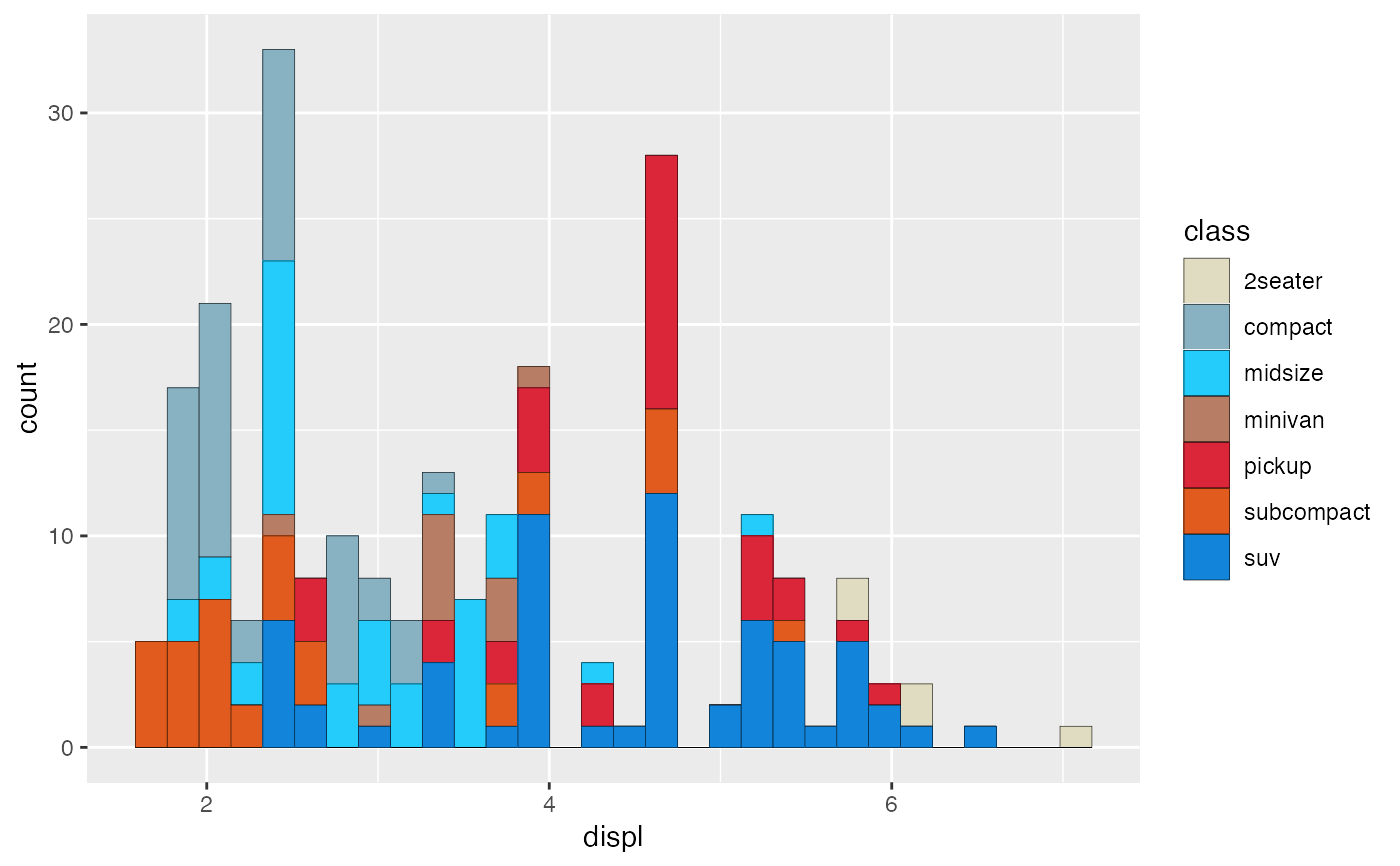 30
20
10
0
2 4 6
displ
count
class
2seater
compact
midsize
minivan
pickup
subcompact
suv